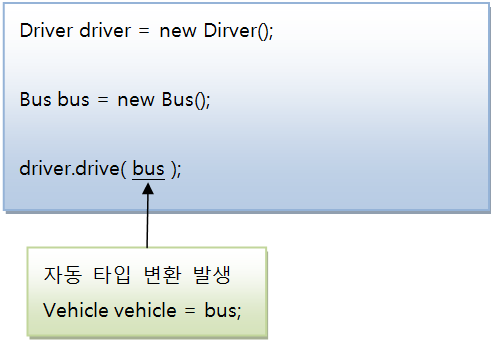 Driver driver = new Dirver();
Bus bus = new Bus();
driver.drive( bus );
자동 타입 변환 발생
Vehicle vehicle = bus;